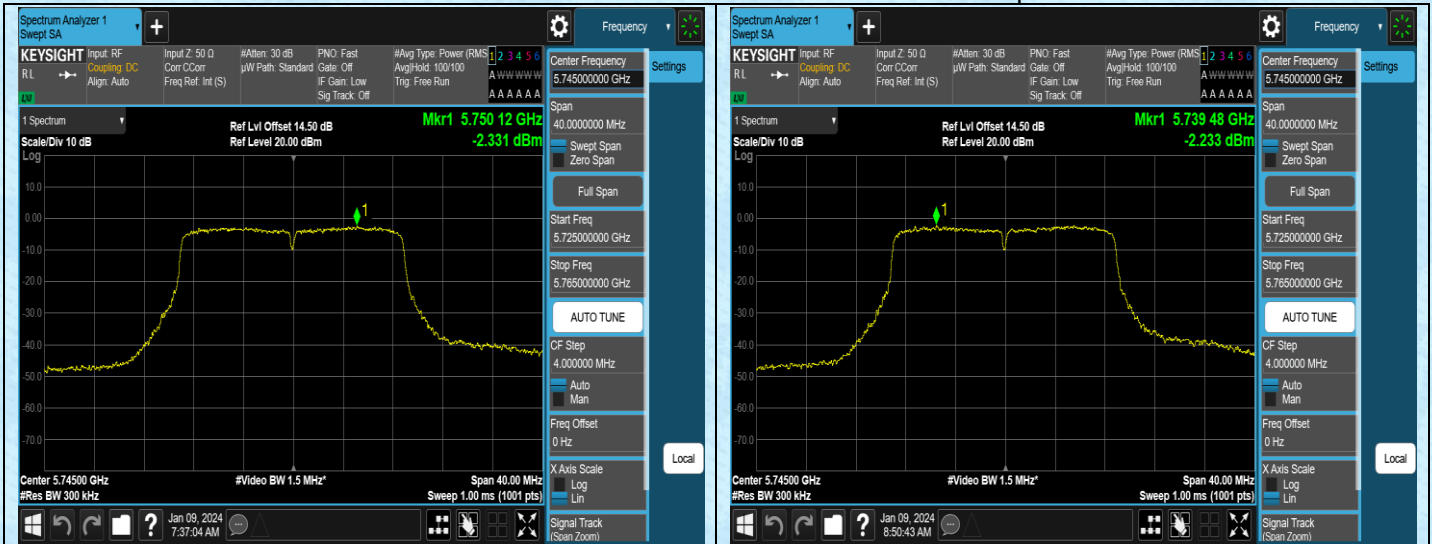 Spectrum Analyzer 1
Swept SA
+
Frequency
KEYSIGHT
Input: RF
Input Z: 50 Ω
#Atten: 30 dB
PNO: Fast
#Avg Type: Power (RMS
1 2 3 4 5 6
RL
Coupling: DC
Corr CCorr
µW Path: Standard
Gate: Off
Avg|Hold: 100/100
A W W W W W
Align: Auto
Freq Ref: Int (S)
IF Gain: Low
Trig: Free Run
Sig Track: Off
A A A A A A
Center Frequency
5.745000000 GHz
Settings
1 Spectrum
Scale/Div 10 dB
Log
Ref Lvl Offset 14.50 dB
Ref Level 20.00 dBm
Mkr1 5.750 12 GHz
-2.331 dBm
10.0
0.00
-10.0
-20.0
-30.0
-40.0
-50.0
-60.0
-70.0
1
Span
40.0000000 MHz
Swept Span
Zero Span
Full Span
Start Freq
5.725000000 GHz
Stop Freq
5.765000000 GHz
AUTO TUNE
CF Step
4.000000 MHz
Auto
Man
Freq Offset
0 Hz
X Axis Scale
Log
Lin
Signal Track
(Span Zoom)
Local
Center 5.74500 GHz
#Video BW 1.5 MHz*
Span 40.00 MHz
#Res BW 300 kHz
Sweep 1.00 ms (1001 pts)
?
Jan 09, 2024
7:37:04 AM
Spectrum Analyzer 1
Swept SA
+
Frequency
KEYSIGHT
Input: RF
Input Z: 50 Ω
#Atten: 30 dB
PNO: Fast
#Avg Type: Power (RMS
1 2 3 4 5 6
RL
Coupling: DC
Corr CCorr
µW Path: Standard
Gate: Off
Avg|Hold: 100/100
A W W W W W
Align: Auto
Freq Ref: Int (S)
IF Gain: Low
Trig: Free Run
Sig Track: Off
A A A A A A
Center Frequency
5.745000000 GHz
Settings
1 Spectrum
Scale/Div 10 dB
Log
Ref Lvl Offset 14.50 dB
Ref Level 20.00 dBm
Mkr1 5.739 48 GHz
-2.233 dBm
10.0
0.00
-10.0
-20.0
-30.0
-40.0
-50.0
-60.0
-70.0
1
Span
40.0000000 MHz
Swept Span
Zero Span
Full Span
Start Freq
5.725000000 GHz
Stop Freq
5.765000000 GHz
AUTO TUNE
CF Step
4.000000 MHz
Auto
Man
Freq Offset
0 Hz
X Axis Scale
Log
Lin
Signal Track
(Span Zoom)
Local
Center 5.74500 GHz
#Video BW 1.5 MHz*
Span 40.00 MHz
#Res BW 300 kHz
Sweep 1.00 ms (1001 pts)
?
Jan 09, 2024
8:50:43 AM